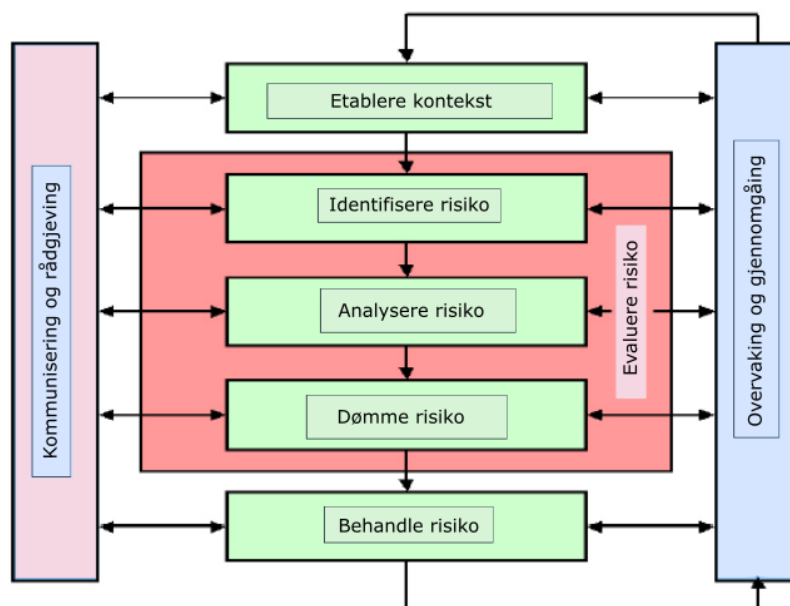 Etablere kontekst
Identifisere risiko
Analysere risiko
Dømme risiko
Behandle risiko
Kommunisering og rådgjeving
Evaluere risiko
Overvaking og gjennomgåing